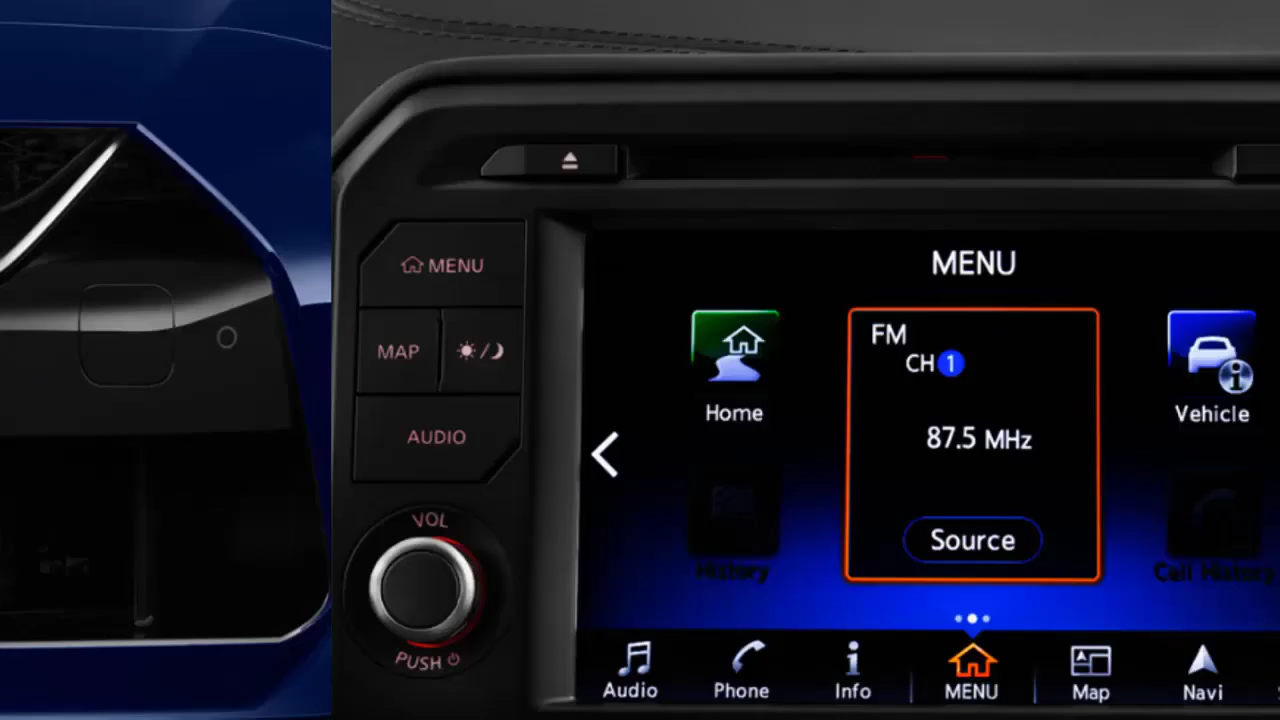 MENU
MAP
AUDIO
VOL
PUSH
MENU
Home
FM
CH 1
87.5 MHz
Source
Vehicle
History
Call History
Audio
Phone
Info
MENU
Map
Navi